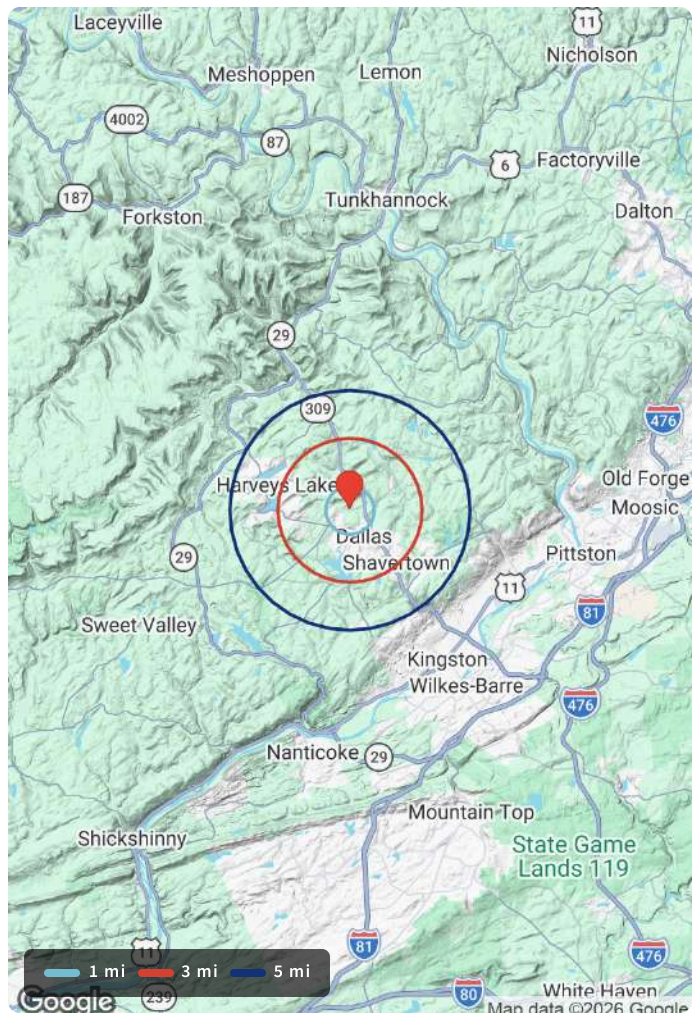 Laceyville
11
Nicholson
Meshoppen
Lemon
4002
87
6
Factoryville
187
Tunkhannock
Dalton
Forkston
29
309
476
Harveys Lake
Old Forge
Moosic
Dallas
29
Pittston
Shavertown
11
81
Sweet Valley
Kingston
Wilkes-Barre
476
Nanticoke
29
Mountain Top
Shickshinny
State Game
Lands 119
11
81
476
1 mi
3 mi
5 mi
239
80
White Haven
Google
Map data ©2026 Google